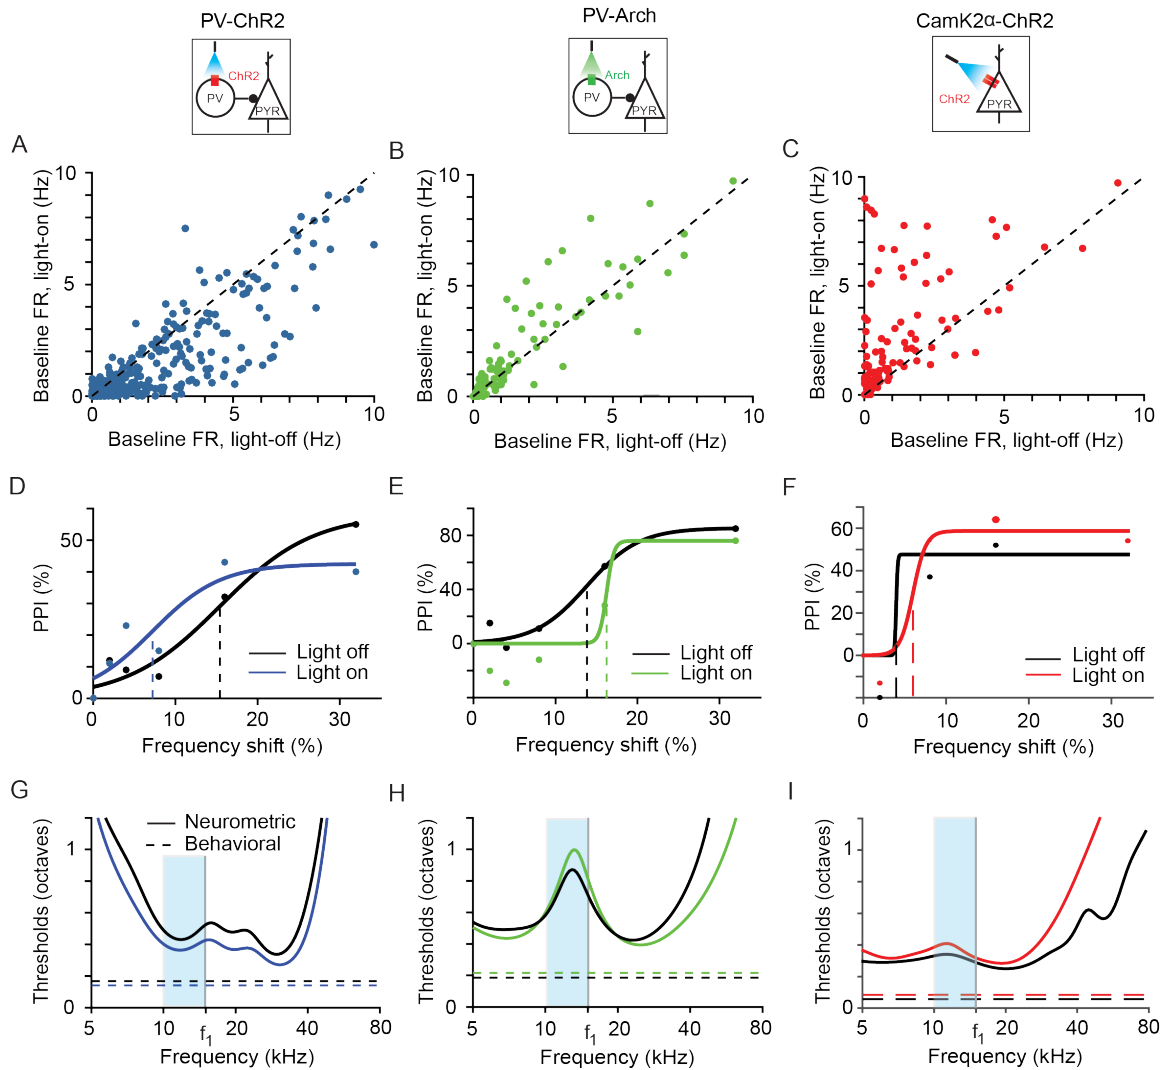 PV-ChR2
PV-Arch
CamK2α-ChR2
ChR2
PV
PYR
Arch
PV
PYR
ChR2
PYR
A
B
C
10
5
0
Baseline FR, light-on (Hz)
0 5 10
Baseline FR, light-off (Hz)
10
5
0
Baseline FR, light-on (Hz)
0 5 10
Baseline FR, light-off (Hz)
10
5
0
Baseline FR, light-on (Hz)
0 5 10
Baseline FR, light-off (Hz)
D
E
F
50
0
PPI (%)
Light off
Light on
0 10 20 30
Frequency shift (%)
80
40
0
PPI (%)
Light off
Light on
0 10 20 30
Frequency shift (%)
60
40
20
0
PPI (%)
Light off
Light on
0 10 20 30
Frequency shift (%)
G
H
I
Neurometric
Behavioral
1
0
Thresholds (octaves)
5 10 f1 20 40 80
Frequency (kHz)
1
0
Thresholds (octaves)
5 10 f1 20 40 80
Frequency (kHz)
1
0
Thresholds (octaves)
5 10 f1 20 40 80
Frequency (kHz)